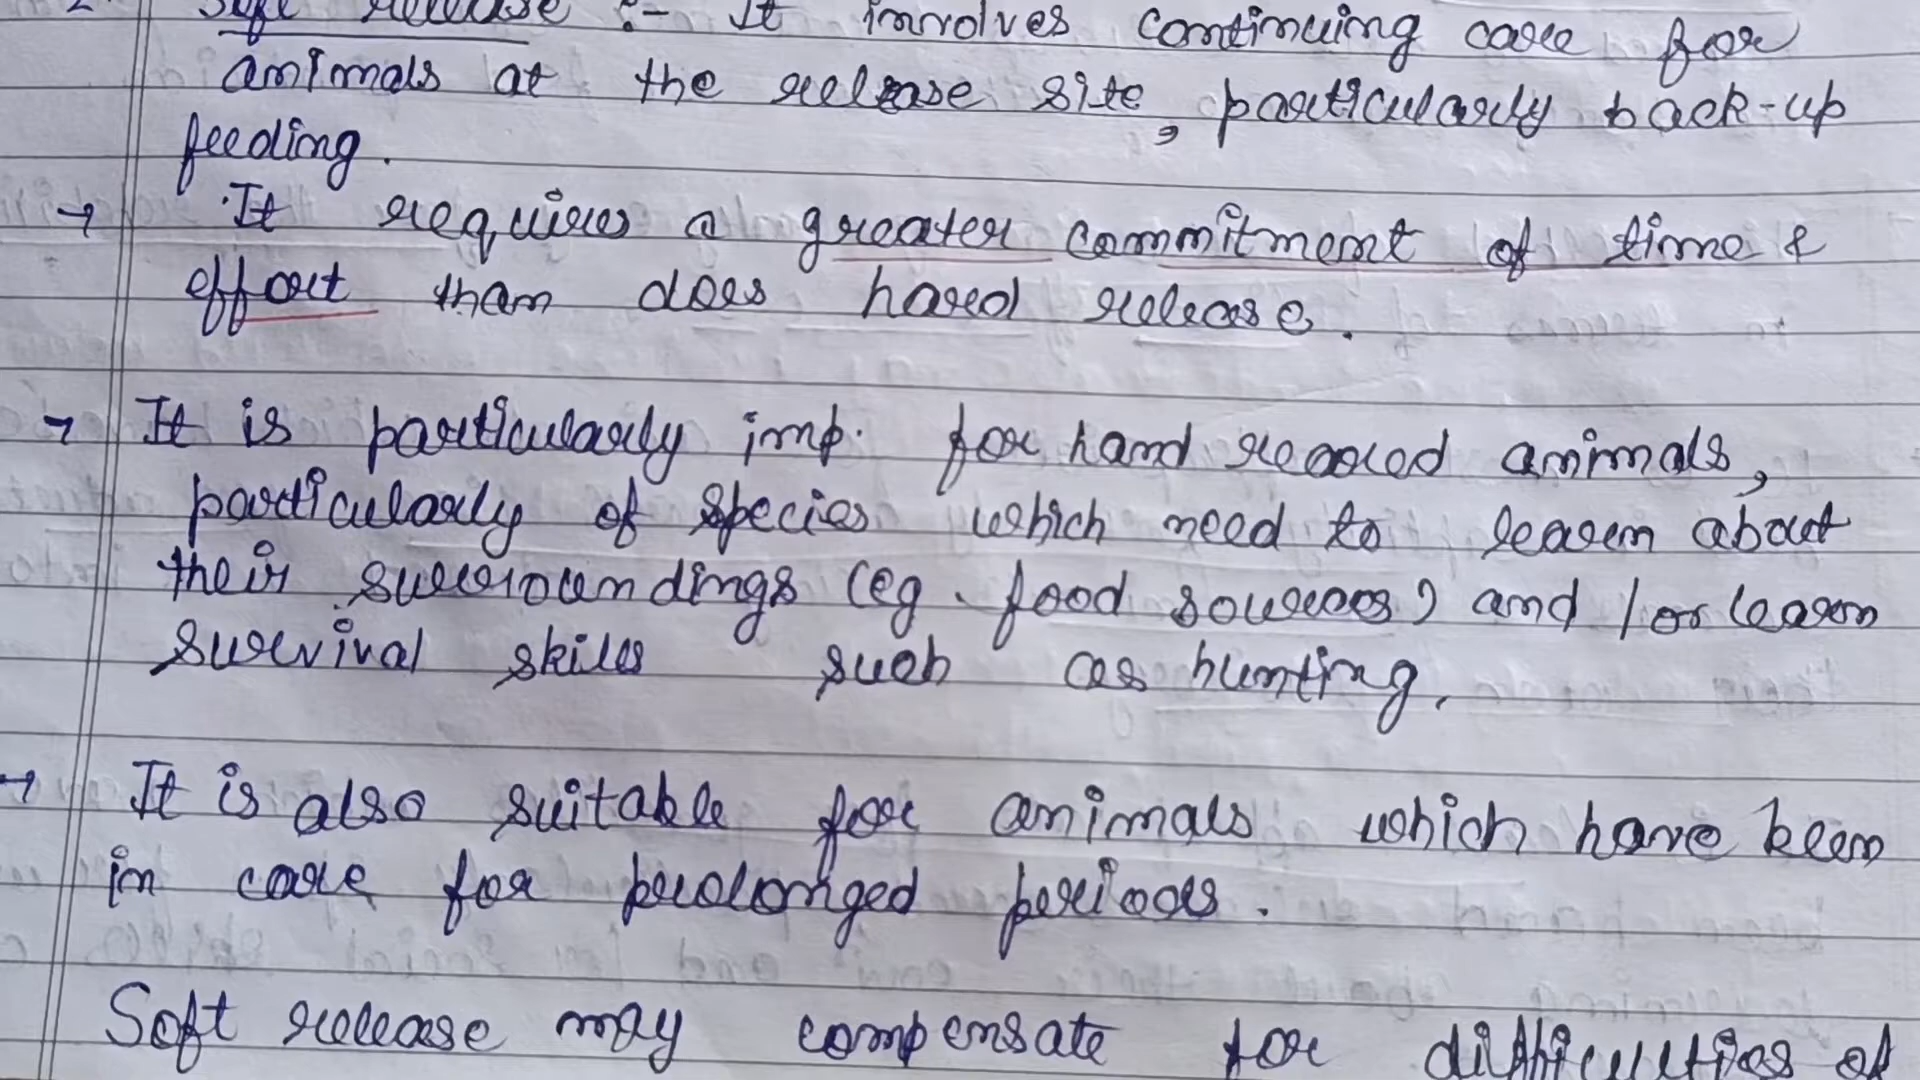 2. Soft release :- It involves continuing care for
animals at the release site, particularly back-up
feeding.
→ It requires a greater commitment of time &
effort than does hard release.
→ It is particularly imp. for hand reared animals,
particularly of species which need to learn about
their surroundings (eg. food sources) and /or learn
survival skills such as hunting.
→ It is also suitable for animals which have been
in care for prolonged periods.
Soft release may compensate for difficulties of